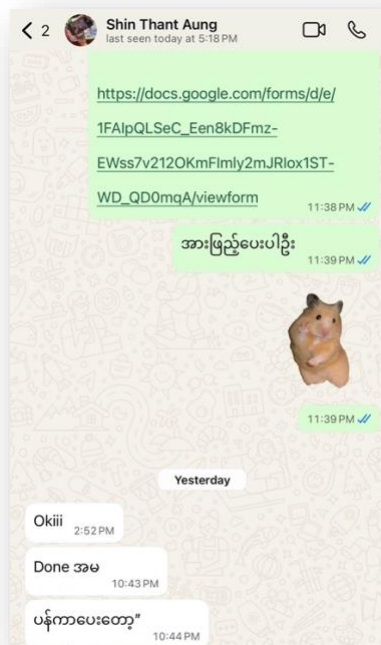 2
Shin Thant Aung
last seen today at 5:18 PM
https://docs.google.com/forms/d/e/
1FAIpQLSeC_Een8kDFmz-
EWss7v212OKmFlmly2mJRlox1ST-
WD_QD0mqA/viewform
11:38 PM
အားဖြည့်ပေးပါဦး
11:39 PM
11:39 PM
Yesterday
Okiii
2:52 PM
Done အမ
10:43 PM
ပန်ကာပေးတော့"
10:44 PM